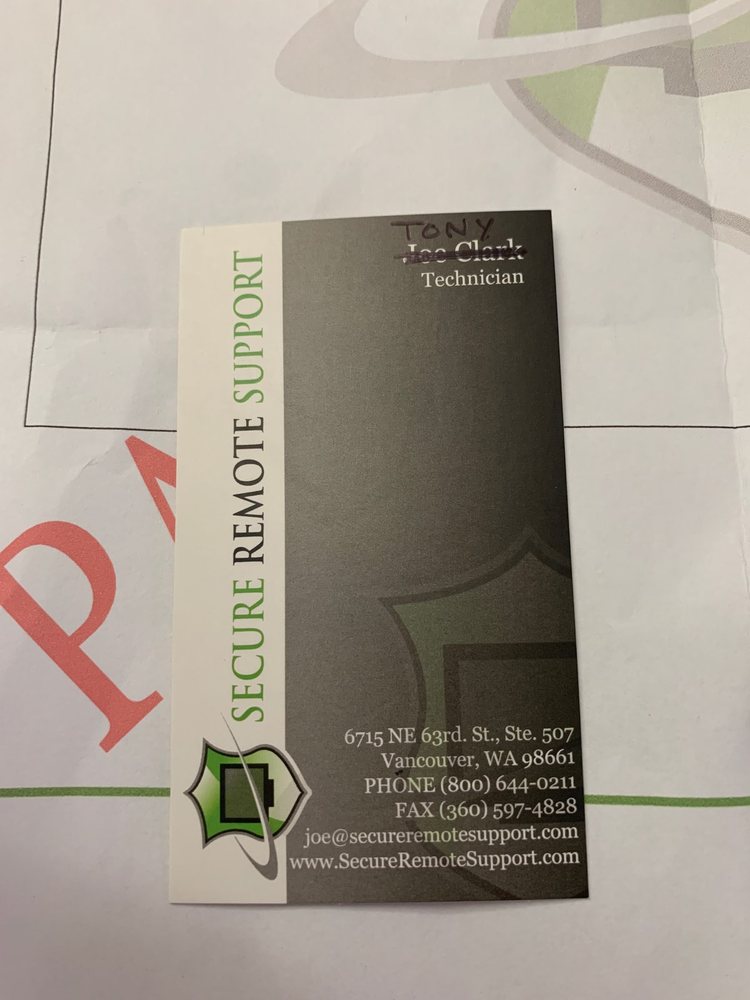 TONY
Joe Clark
Technician
SECURE REMOTE SUPPORT
6715 NE 63rd. St., Ste. 507
Vancouver, WA 98661
PHONE (800) 644-0211
FAX (360) 597-4828
joe@secureremotesupport.com
www.SecureRemoteSupport.com
PA